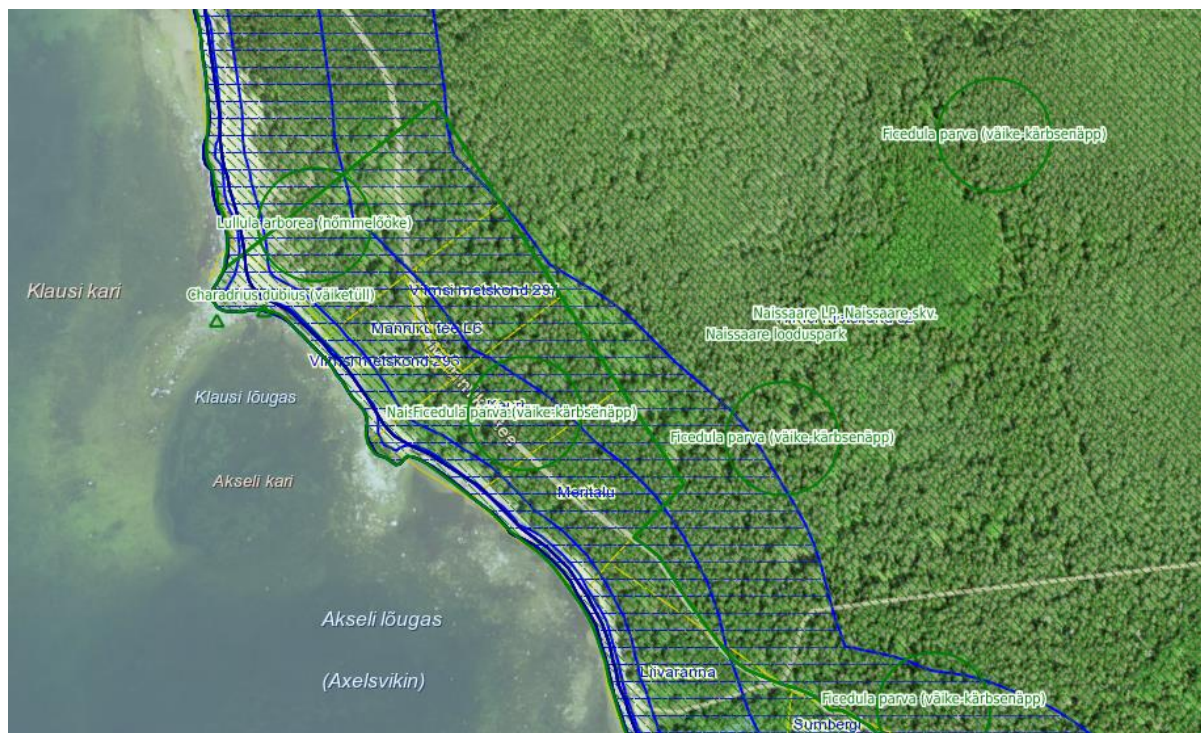 Ficedula parva (väike-kärbsenäpp)
Lullula arborea (nõmmelõoke)
Klausi kari
Viimsi metskond 29
Charadrius dubius (väiketüll)
Naissaare LP, Naissaare skv.
Männiku tee L6
Naissaare looduspark
Viimsi metskond 293
Klausi lõugas
Ficedula parva (väike-kärbsenäpp)
Ficedula parva (väike-kärbsenäpp)
Akseli kari
Meritalu
Akseli lõugas
Liivaranna
(Axelsvikin)
Ficedula parva (väike-kärbsenäpp)
Sumbergi